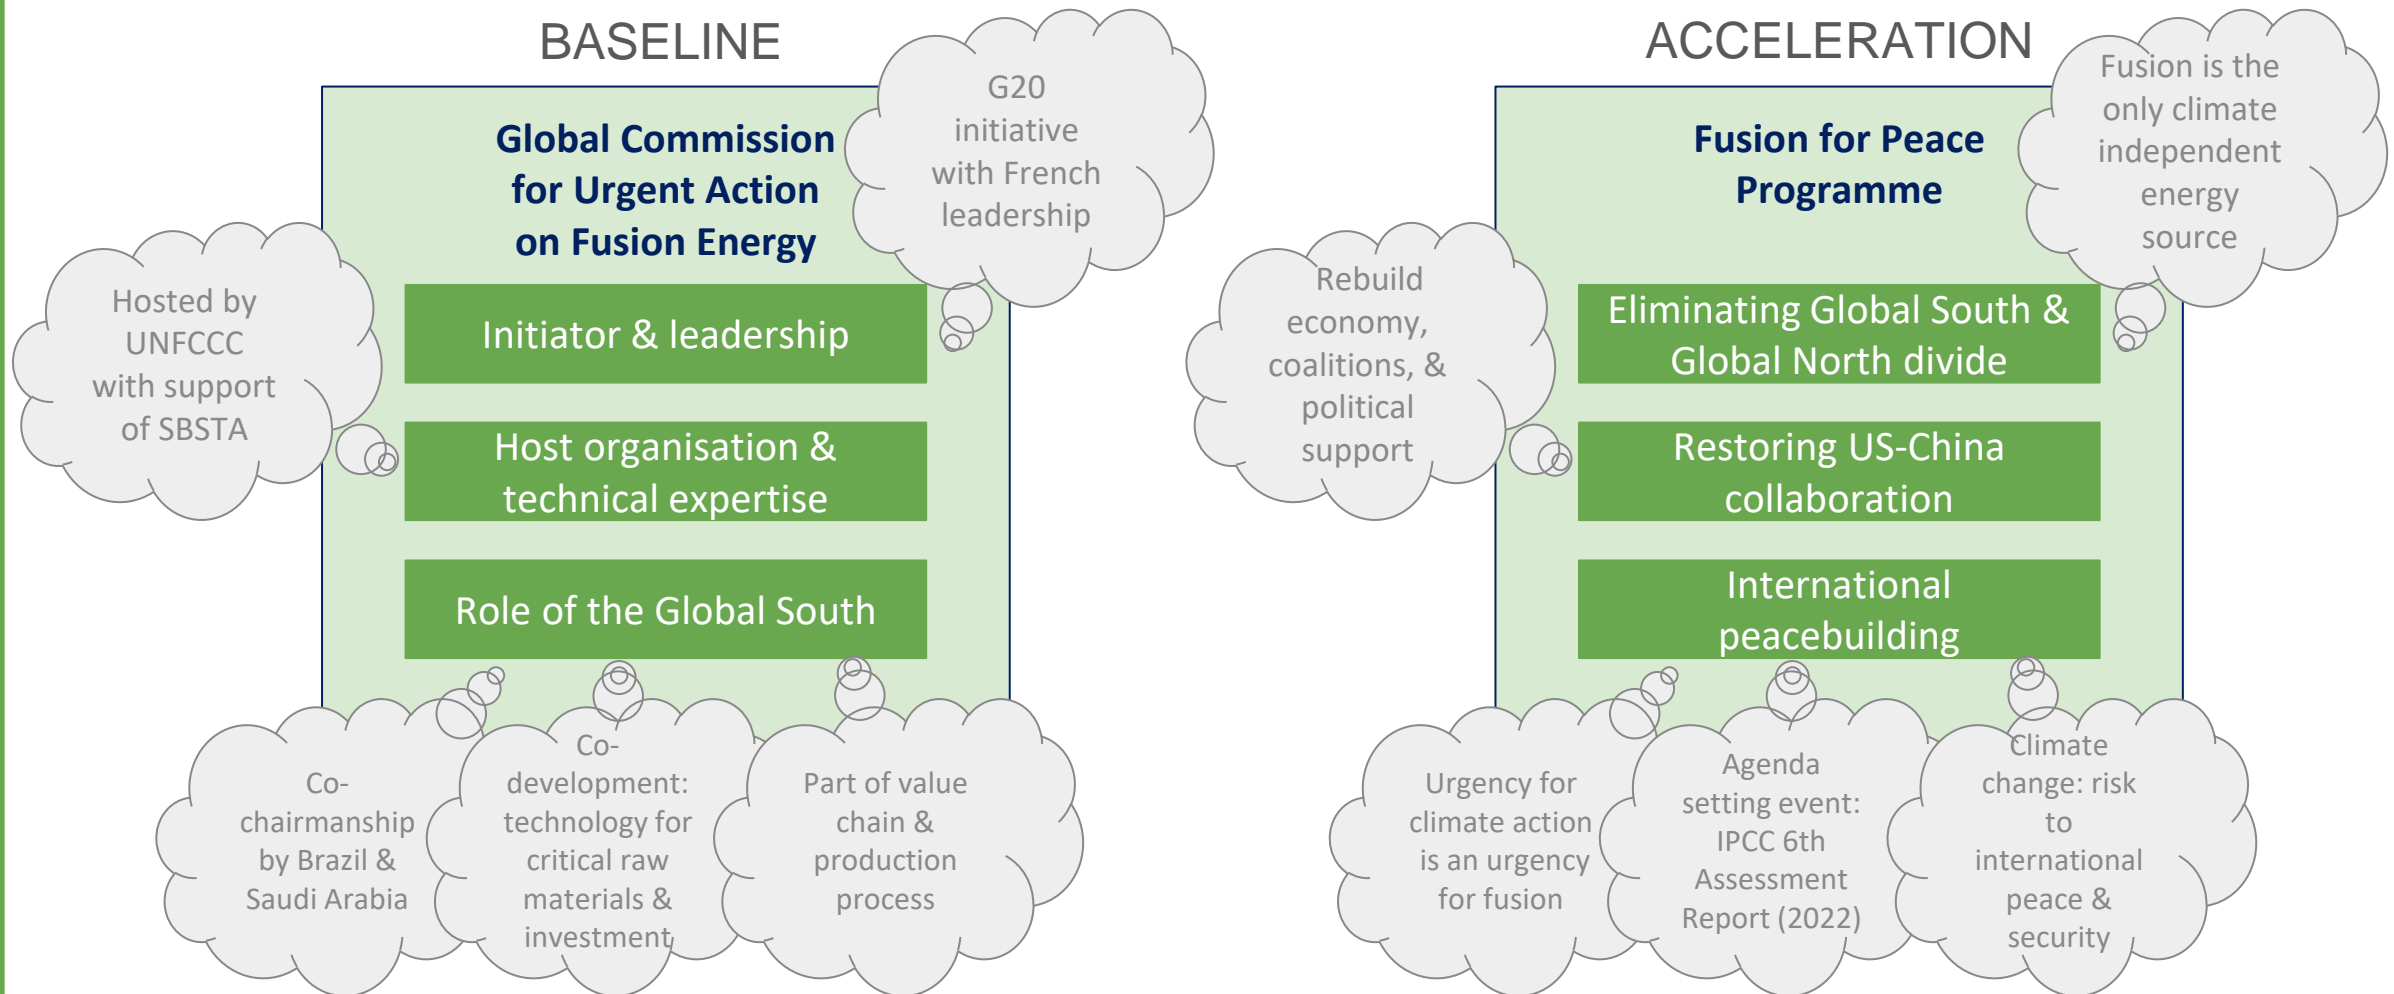 BASELINE
Global Commission
for Urgent Action
on Fusion Energy
G20
initiative
with French
leadership
Hosted by
UNFCCC
with support
of SBSTA
Initiator & leadership
Host organisation &
technical expertise
Role of the Global South
Co-
chairmanship
by Brazil &
Saudi Arabia
Co-
development:
technology for
critical raw
materials &
investment
Part of value
chain &
production
process
ACCELERATION
Fusion for Peace
Programme
Fusion is the
only climate
independent
energy
source
Rebuild
economy,
coalitions, &
political
support
Eliminating Global South &
Global North divide
Restoring US-China
collaboration
International
peacebuilding
Urgency for
climate action
is an urgency
for fusion
Agenda
setting event:
IPCC 6th
Assessment
Report (2022)
Climate
change: risk
to
international
peace &
security